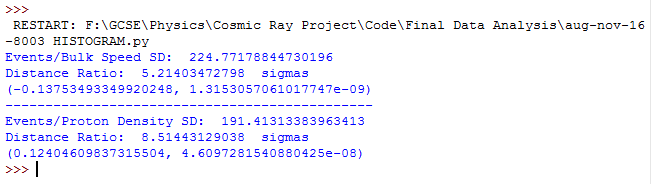 >>>
RESTART: F:\GCSE\Physics\Cosmic Ray Project\Code\Final Data Analysis\aug-nov-16
-8003 HISTOGRAM.py
Events/Bulk Speed SD:  224.77178844730196
Distance Ratio:  5.21403472798  sigmas
(-0.13753493349920248, 1.3153057061017747e-09)
-----------------------------------------------
Events/Proton Density SD:  191.41313383963413
Distance Ratio:  8.51443129038  sigmas
(0.12404609837315504, 4.6097281540880425e-08)
>>>